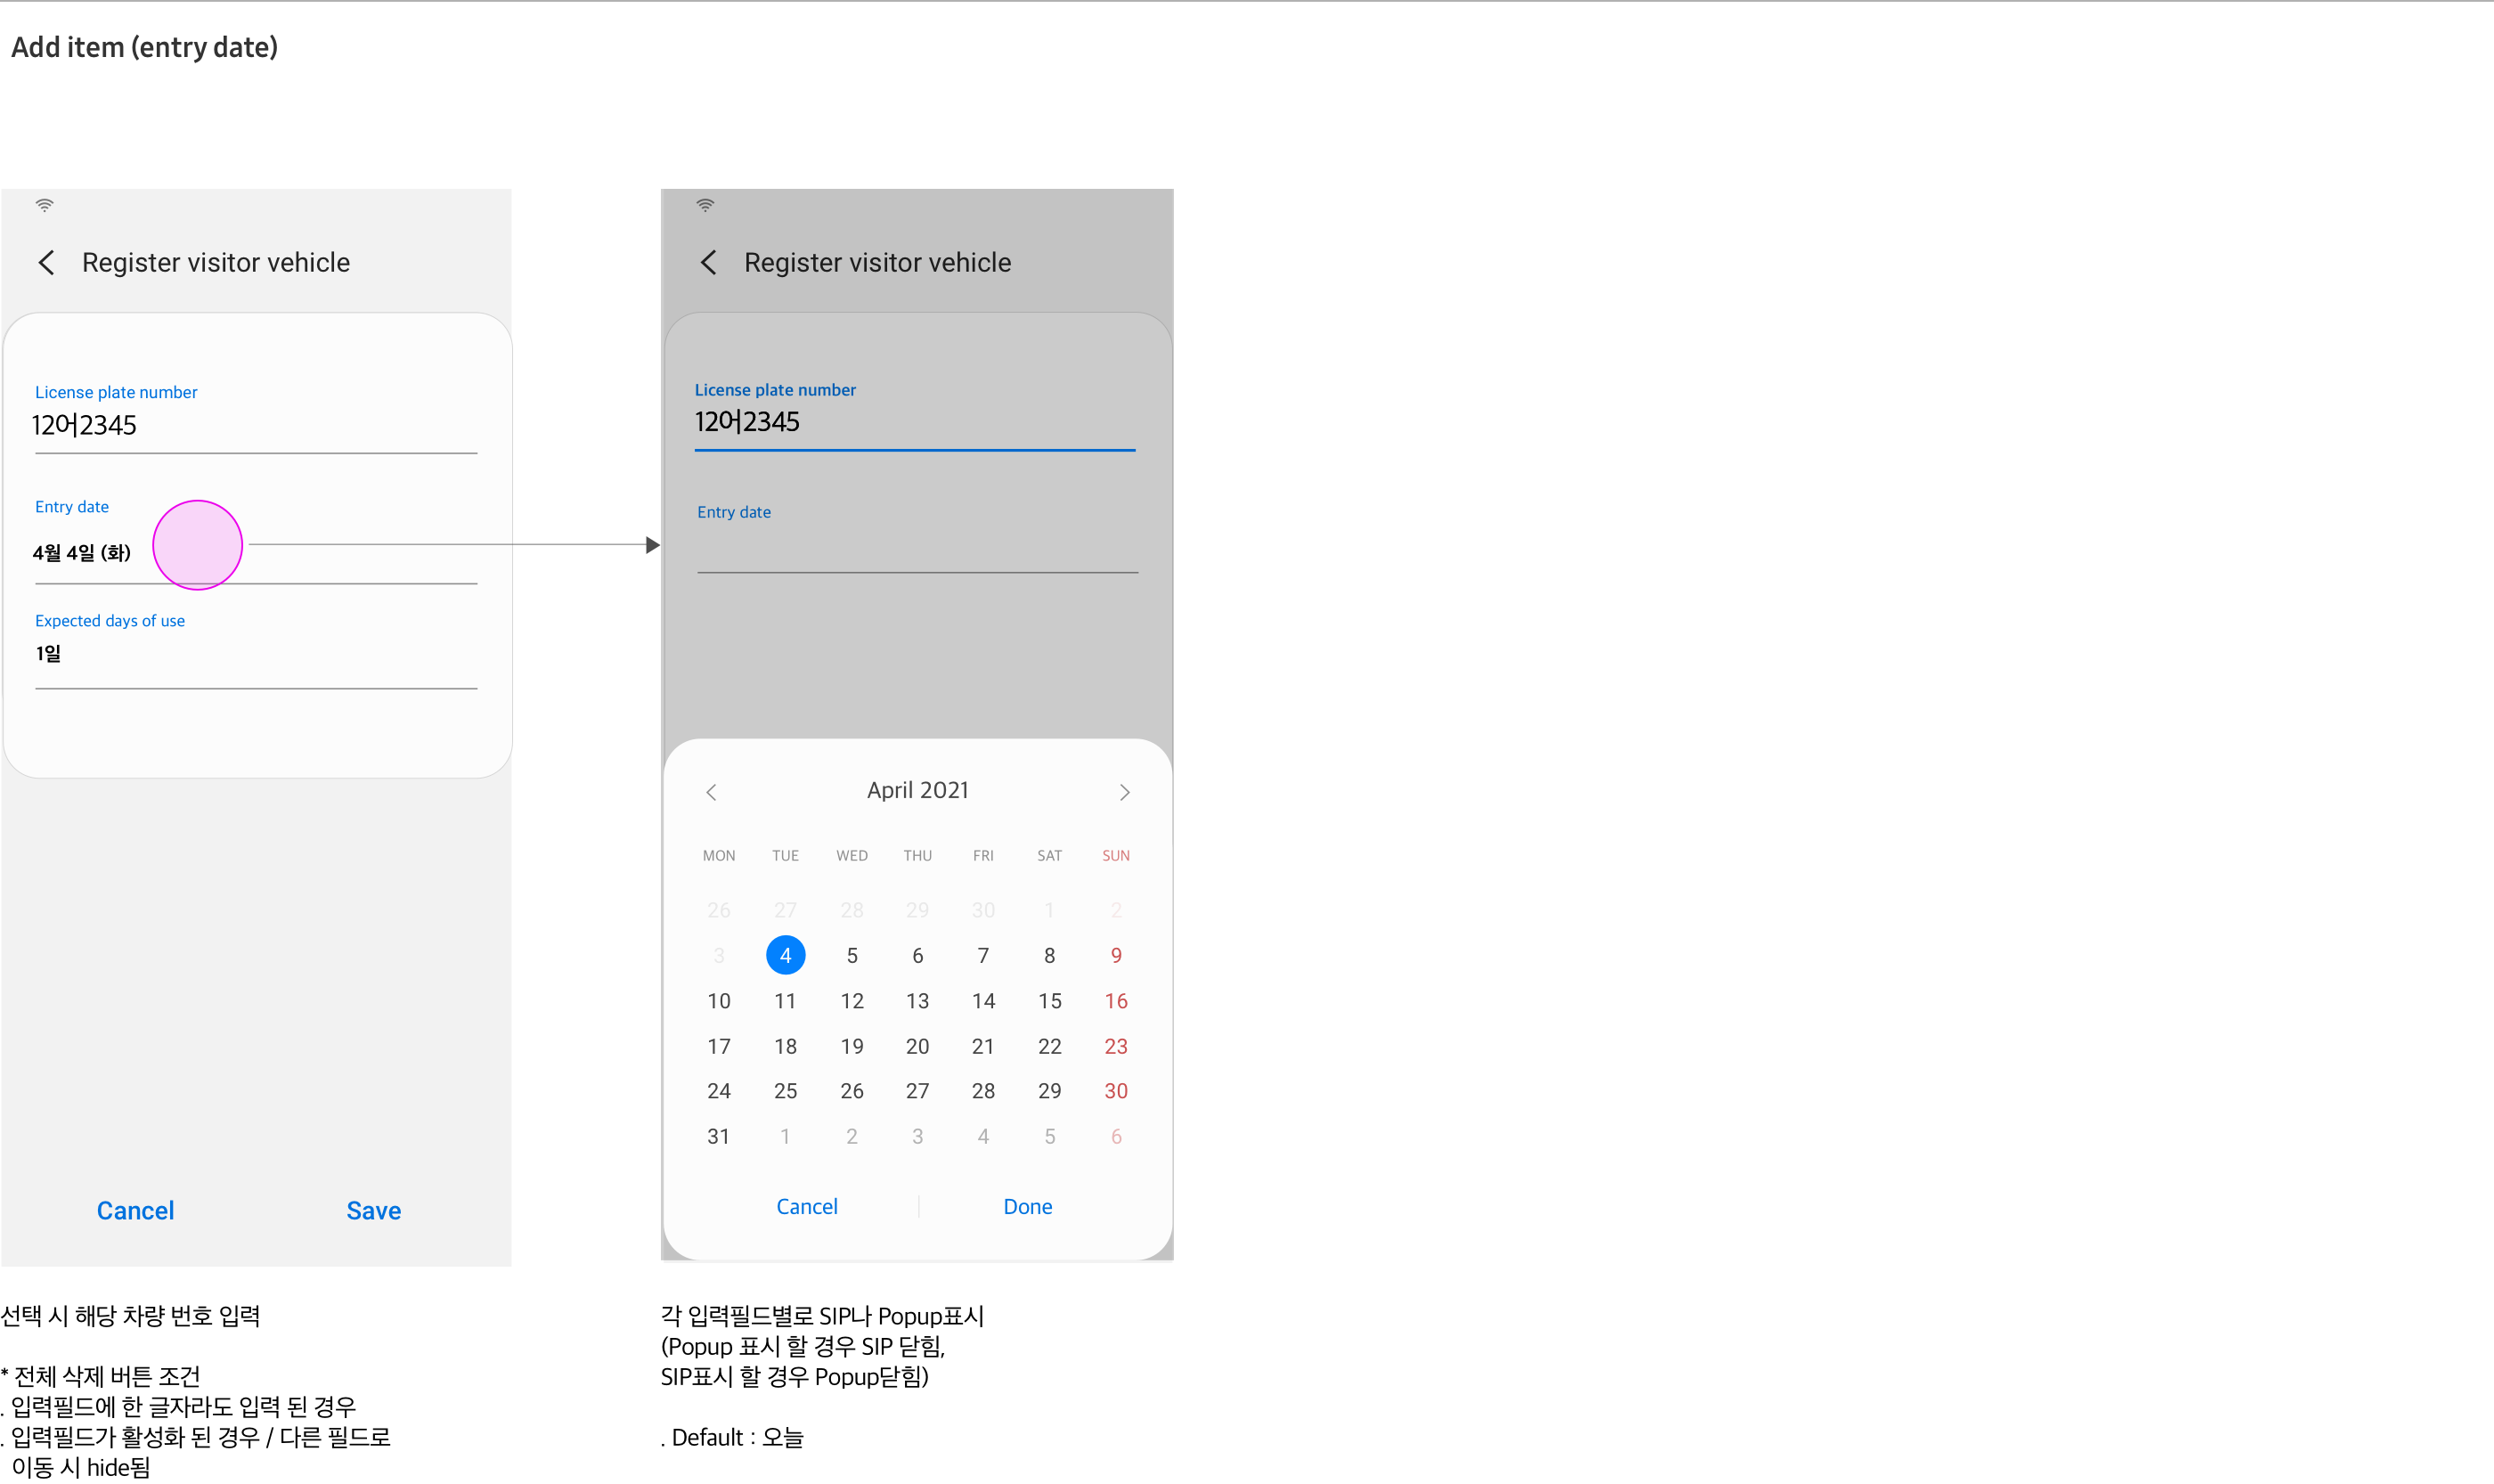 Add item (entry date)
Register visitor vehicle
License plate number
12어2345
Entry date
4월 4일 (화)
Expected days of use
1일
Cancel Save
선택 시 해당 차량 번호 입력
* 전체 삭제 버튼 조건
. 입력필드에 한 글자라도 입력 된 경우
. 입력필드가 활성화 된 경우 / 다른 필드로
이동 시 hide됨
Register visitor vehicle
License plate number
12어2345
Entry date
April 2021
MON TUE WED THU FRI SAT SUN
26 27 28 29 30 1 2
3 4 5 6 7 8 9
10 11 12 13 14 15 16
17 18 19 20 21 22 23
24 25 26 27 28 29 30
31 1 2 3 4 5 6
Cancel Done
각 입력필드별로 SIP나 Popup표시
(Popup 표시 할 경우 SIP 닫힘,
SIP표시 할 경우 Popup닫힘)
. Default : 오늘